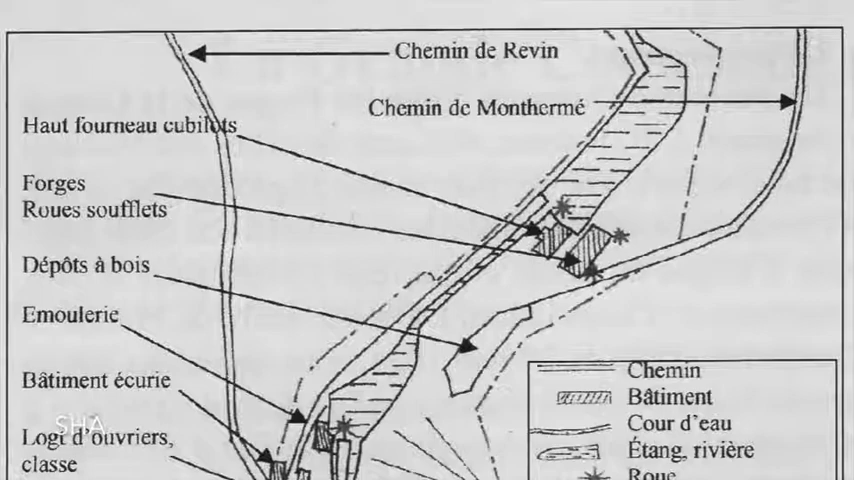 Chemin de Revin
Chemin de Monthermé
Haut fourneau cubilots
Forges
Roues soufflets
Dépôts à bois
Emoulerie
Bâtiment écurie
Logi d'ouvriers,
classe
SHA
Chemin
Bâtiment
Cour d'eau
Étang, rivière
Roue